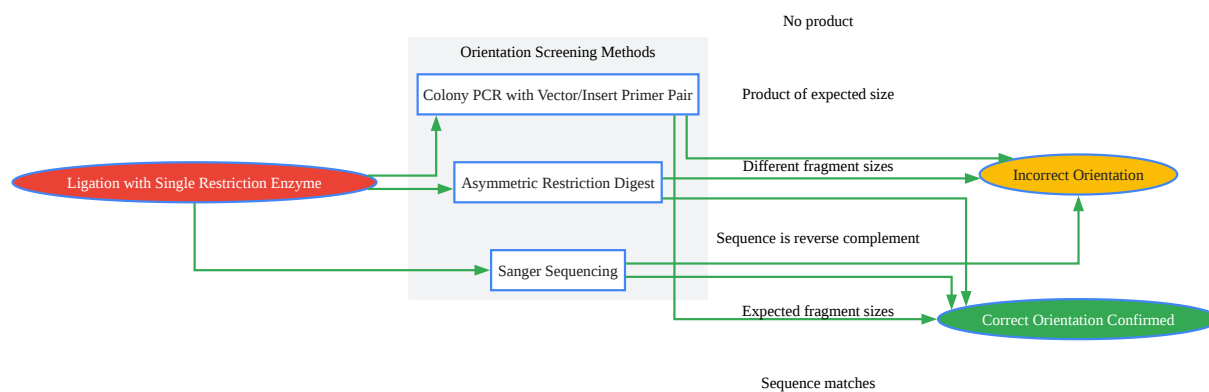 No product
Orientation Screening Methods
Colony PCR with Vector/Insert Primer Pair
Product of expected size
Different fragment sizes
Ligation with Single Restriction Enzyme
Asymmetric Restriction Digest
Incorrect Orientation
Sequence is reverse complement
Sanger Sequencing
Expected fragment sizes
Correct Orientation Confirmed
Sequence matches